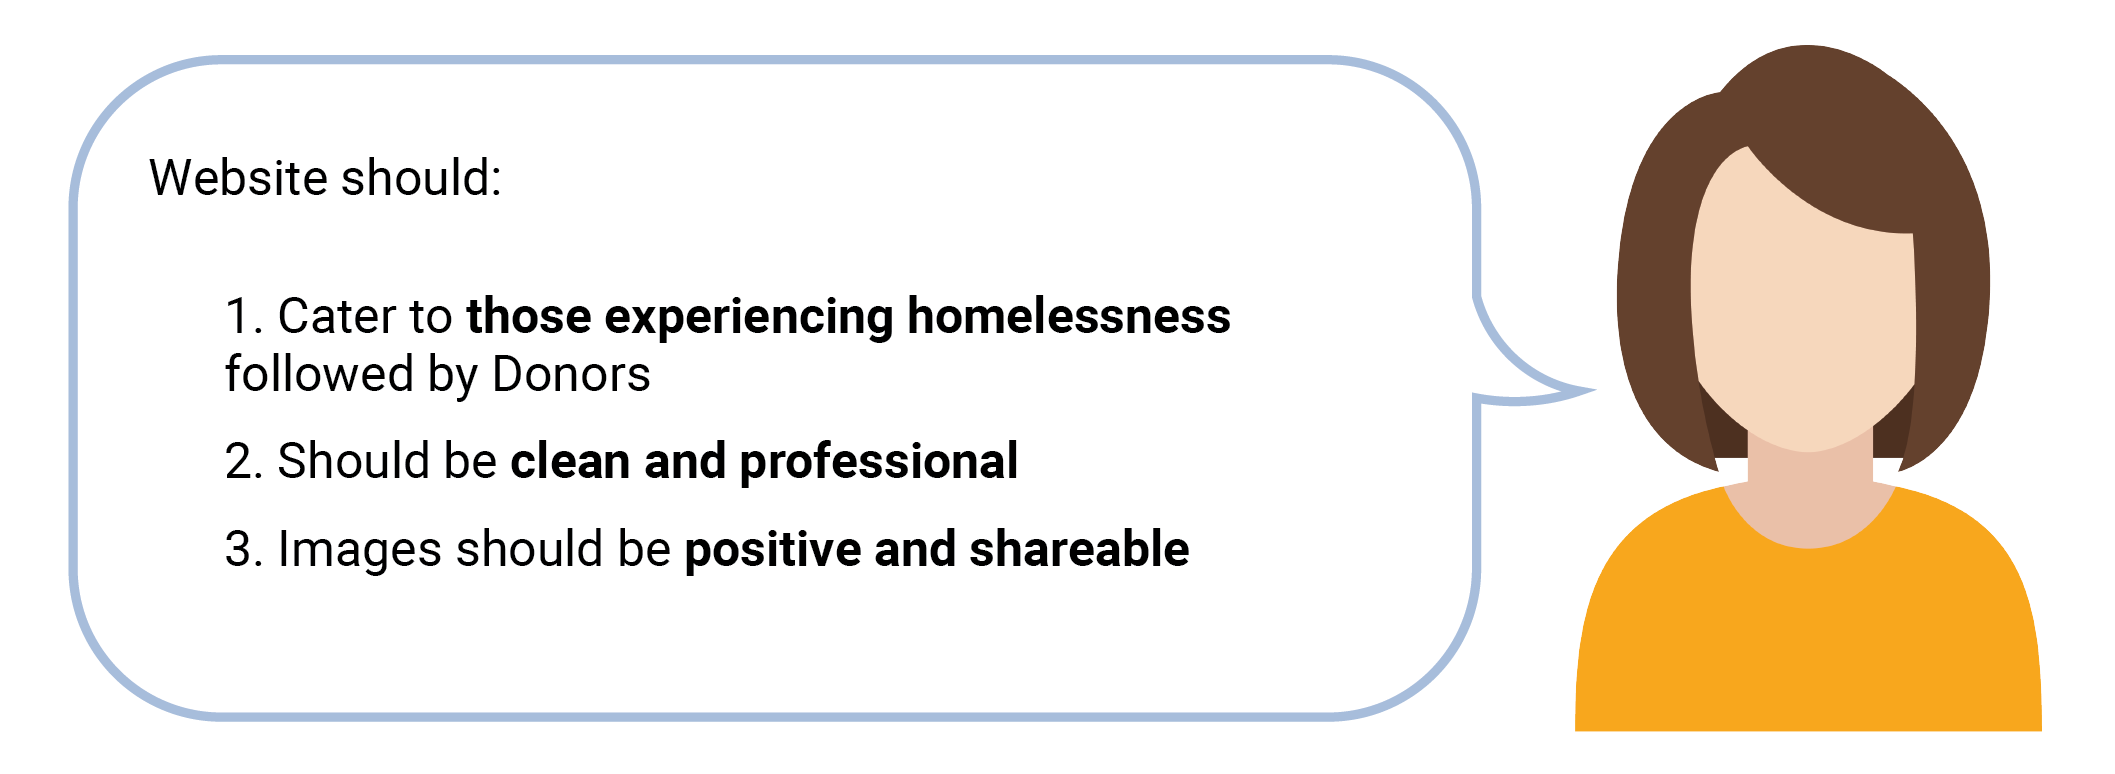 Website should:
1. Cater to those experiencing homelessness
followed by Donors
2. Should be clean and professional
3. Images should be positive and shareable